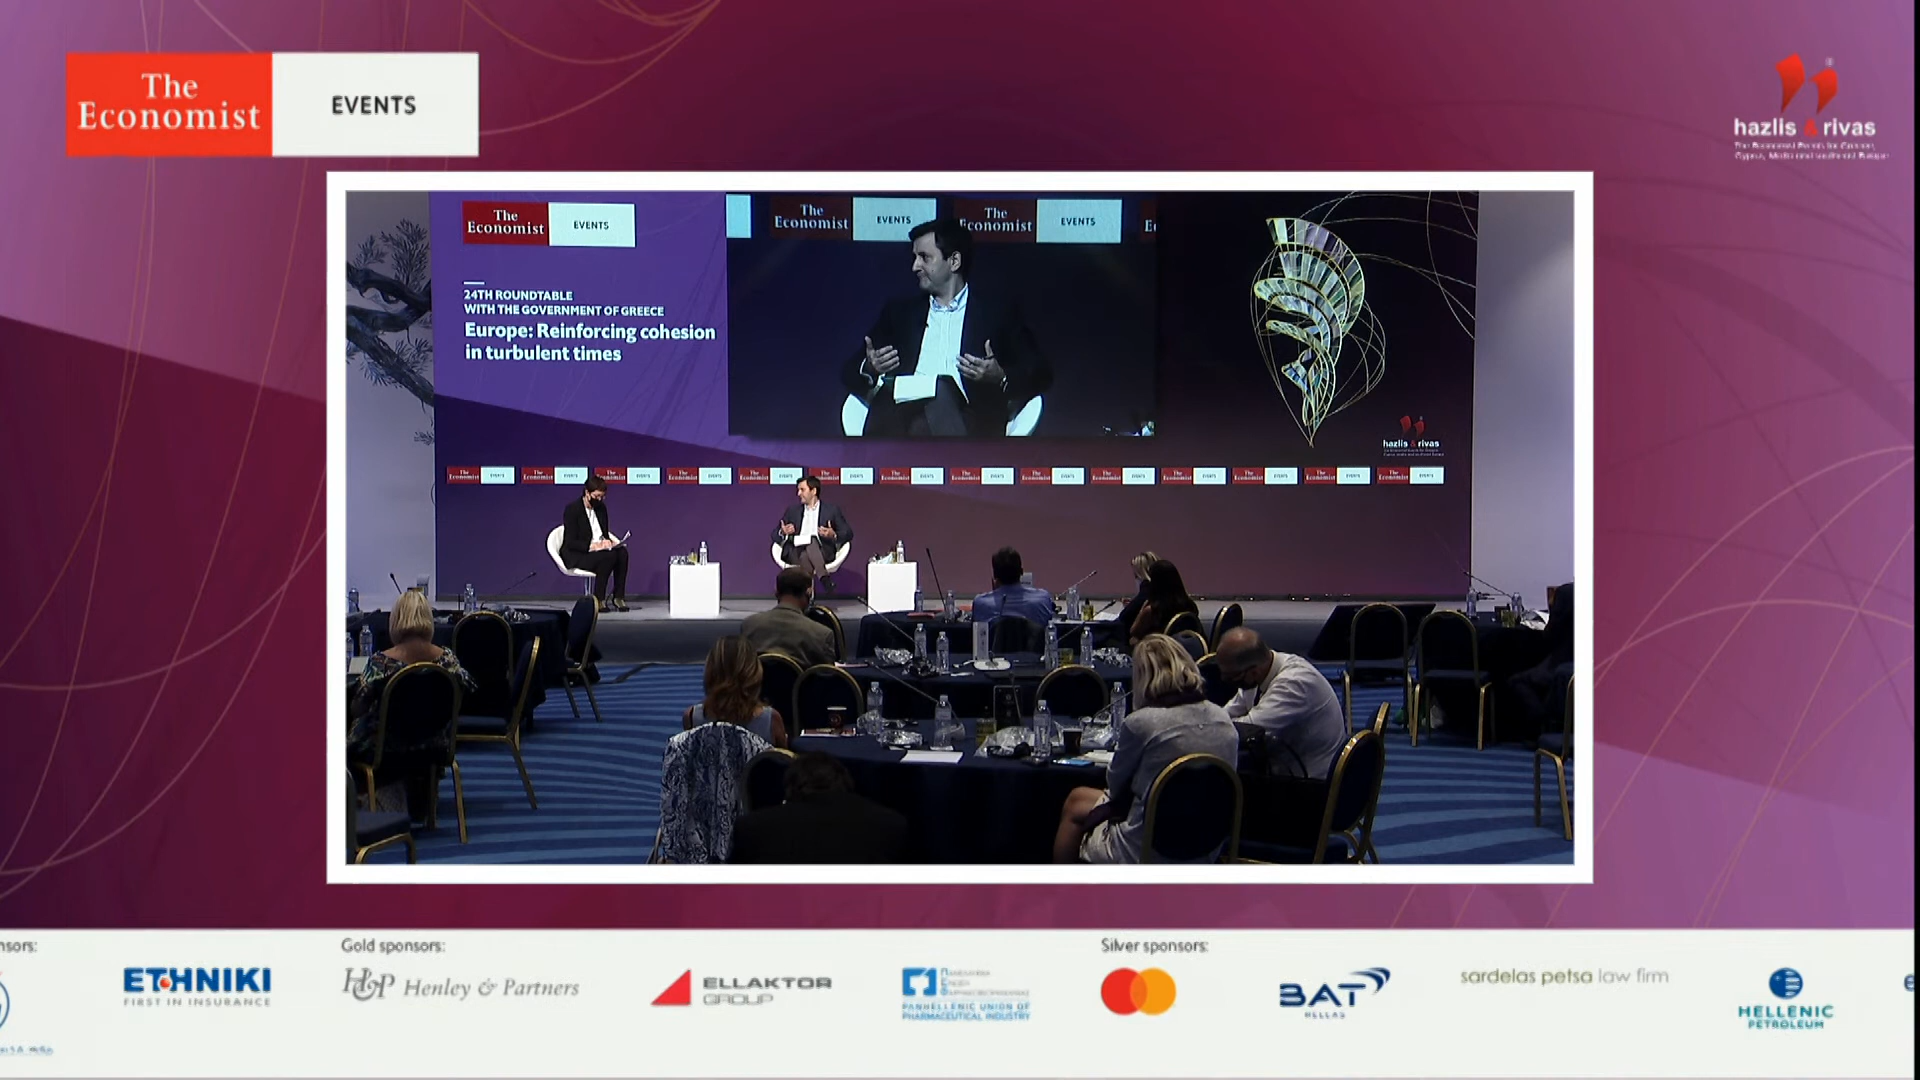 The
Economist
EVENTS
hazlis & rivas
The
Economist
EVENTS
24TH ROUNDTABLE
WITH THE GOVERNMENT OF GREECE
Europe: Reinforcing cohesion
in turbulent times
The
Economist
EVENTS
The
Economist
EVENTS
hazlis & rivas
nsors:
ETHNIKI
FIRST IN INSURANCE
Gold sponsors:
H&P Henley & Partners
ELLAKTOR
GROUP
PANHELLENIC UNION OF
PHARMACEUTICAL INDUSTRY
Silver sponsors:
BAT
HELLAS
sardelas petsa law firm
HELLENIC
PETROLEUM